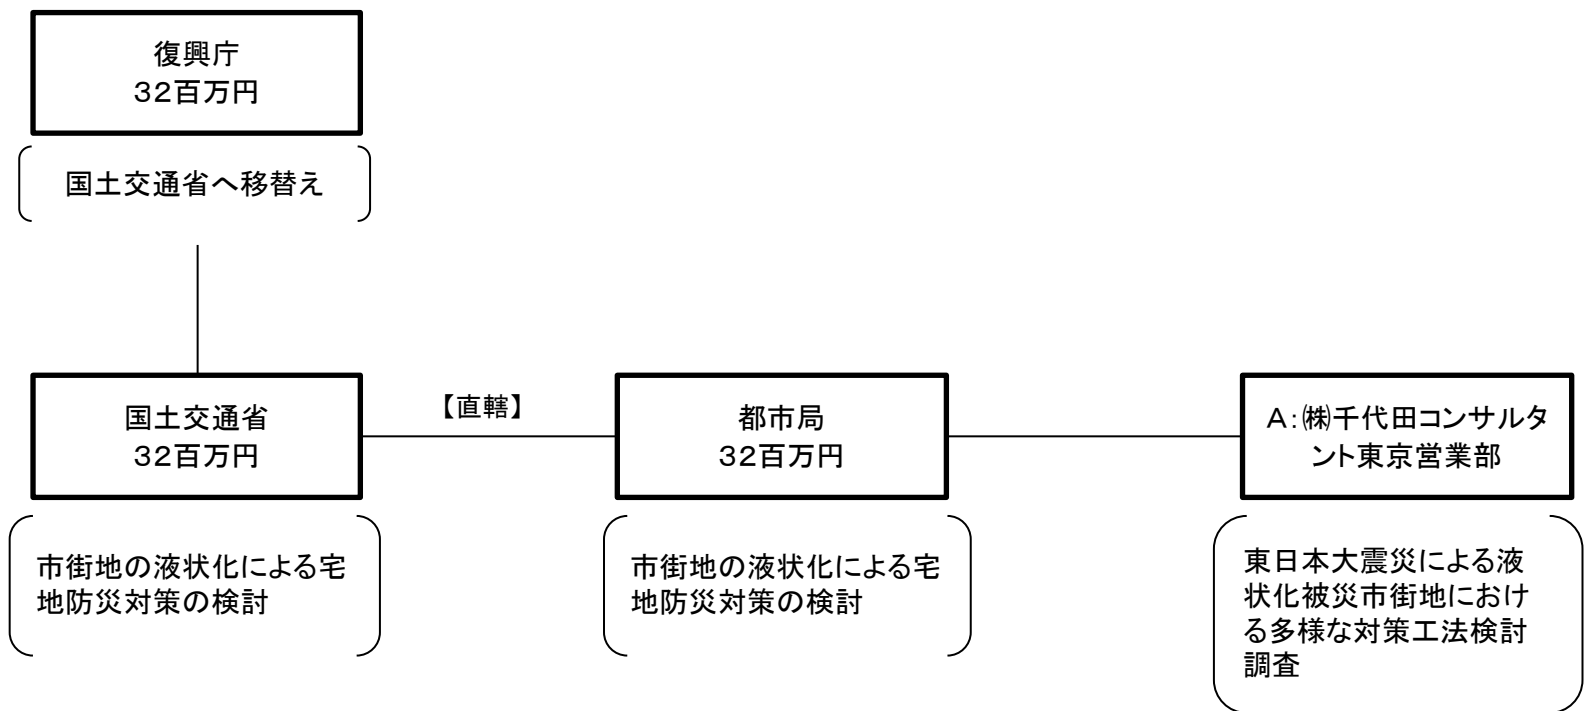 復興庁
３２百万円
国土交通省へ移替え
国土交通省
３２百万円
【直轄】
都市局
３２百万円
Ａ：㈱千代田コンサルタ
ント東京営業部
市街地の液状化による宅
地防災対策の検討
市街地の液状化による宅
地防災対策の検討
東日本大震災による液
状化被災市街地におけ
る多様な対策工法検討
調査